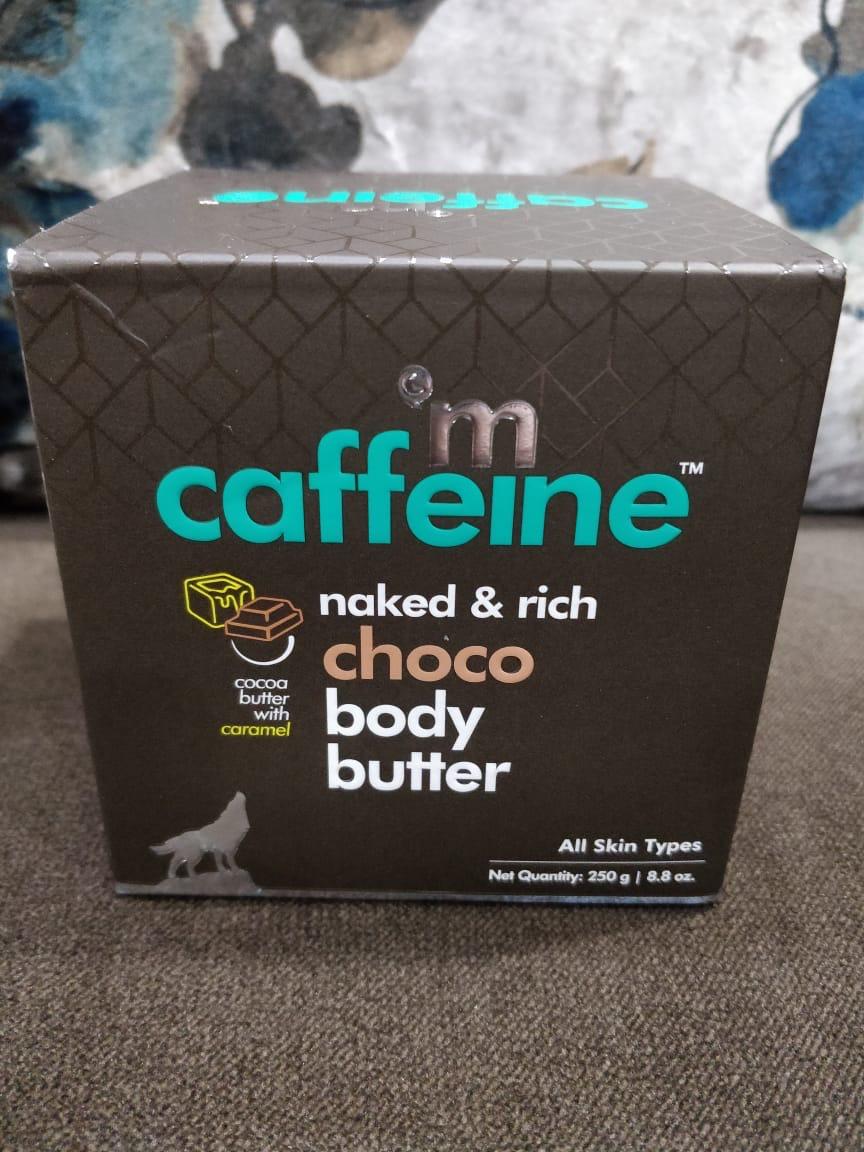 caffeine
m
caffeine™
naked & rich
choco
body
butter
cocoa
butter
with
caramel
All Skin Types
Net Quantity: 250 g | 8.8 oz.